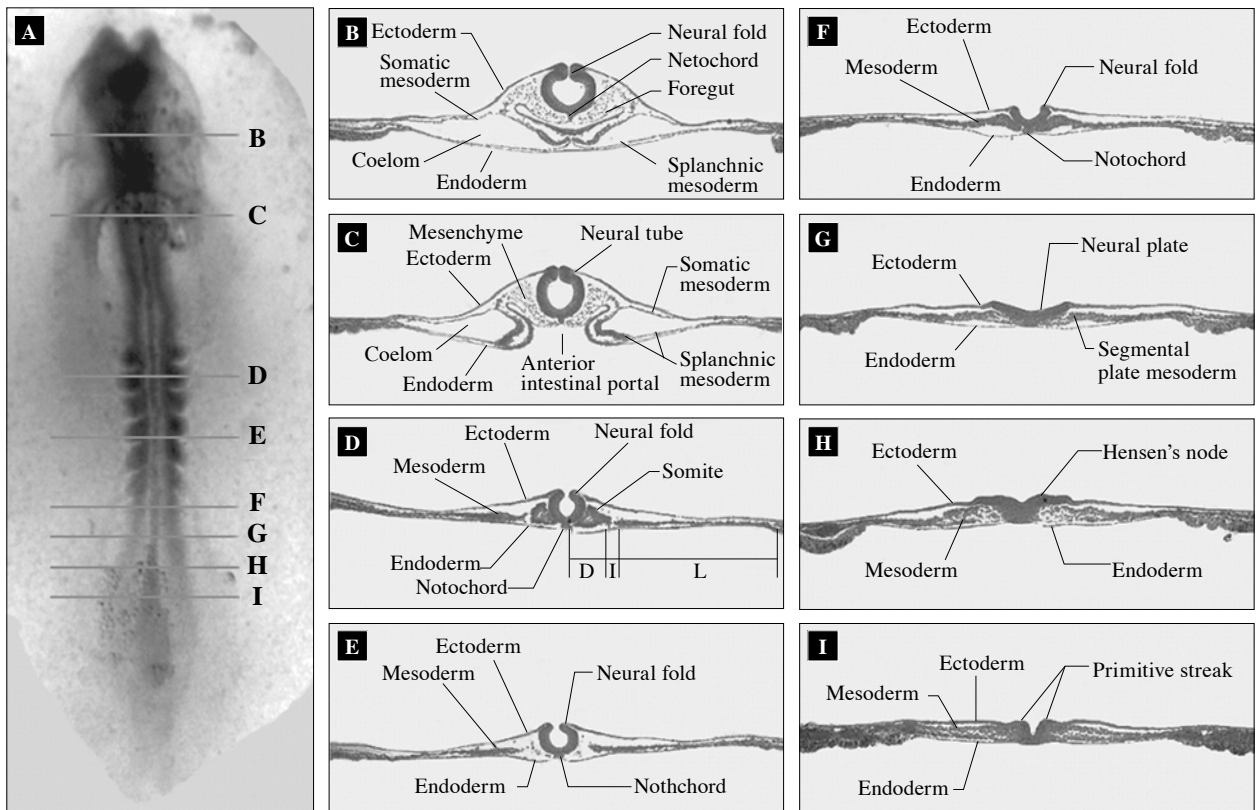 A
B
C
D
E
F
G
H
I
B
Ectoderm
Somatic
mesoderm
Coelom
Endoderm
Neural fold
Netochord
Foregut
Splanchnic
mesoderm
C
Mesenchyme
Ectoderm
Coelom
Endoderm
Neural tube
Somatic
mesoderm
Anterior
intestinal portal
Splanchnic
mesoderm
D
Ectoderm
Mesoderm
Endoderm
Notochord
Neural fold
Somite
D I L
E
Ectoderm
Mesoderm
Endoderm
Neural fold
Nothchord
F
Ectoderm
Mesoderm
Endoderm
Neural fold
Notochord
G
Ectoderm
Endoderm
Neural plate
Segmental
plate mesoderm
H
Ectoderm
Mesoderm
Hensen's node
Endoderm
I
Ectoderm
Mesoderm
Endoderm
Primitive streak